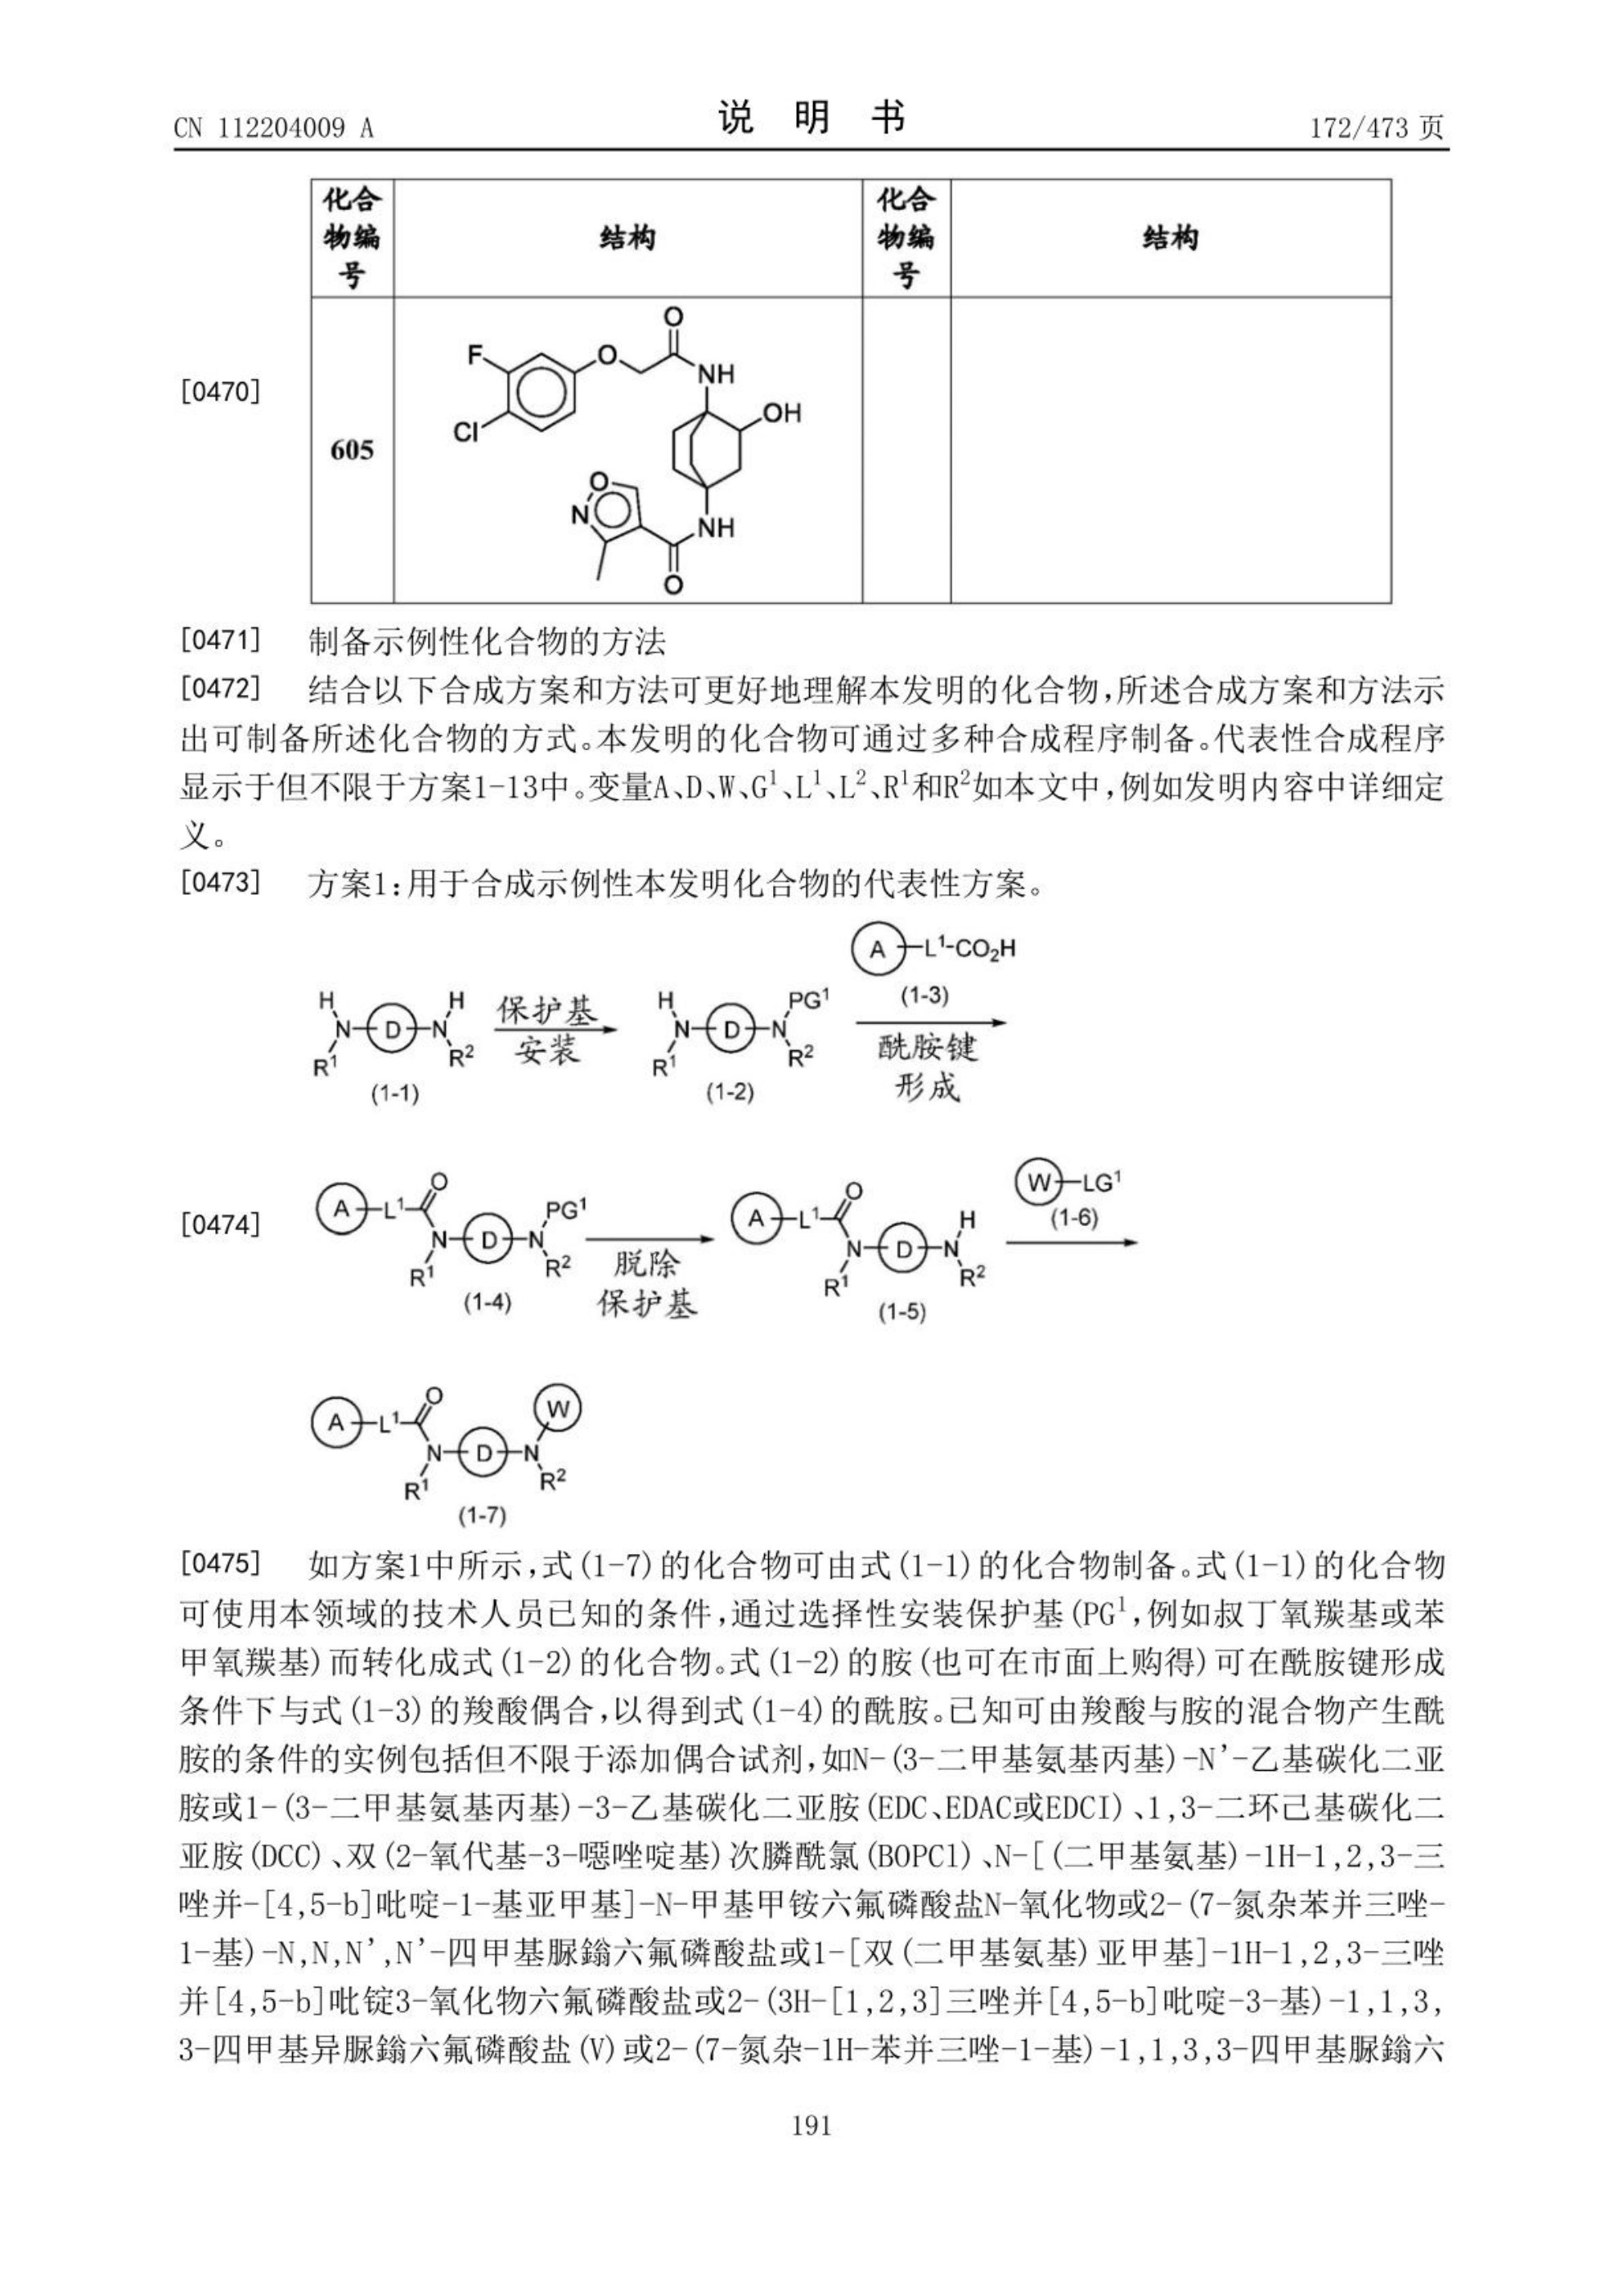 CN 112204009 A
说 明 书
172/473 页
化合
物编
号
结构
化合
物编
号
结构
[0470]
605
F
Cl
O
O
NH
OH
O
N
NH
O
[0471] 制备示例性化合物的方法
[0472] 结合以下合成方案和方法可更好地理解本发明的化合物,所述合成方案和方法示
出可制备所述化合物的方式。本发明的化合物可通过多种合成程序制备。代表性合成程序
显示于但不限于方案1-13中。变量A、D、W、G¹、L¹、L²、R¹和R²如本文中,例如发明内容中详细定
义。
[0473] 方案1:用于合成示例性本发明化合物的代表性方案。
A L¹-CO₂H
(1-3)
H N D N H R¹ R²
(1-1)
保护基
安装
H N D N PG¹ R¹ R²
(1-2)
酰胺键
形成
[0474]
A L¹ O N D N PG¹ R¹ R²
(1-4)
脱除
保护基
A L¹ O N D N H R¹ R²
(1-5)
W LG¹
(1-6)
A L¹ O N D N W R¹ R²
(1-7)
[0475] 如方案1中所示,式(1-7)的化合物可由式(1-1)的化合物制备。式(1-1)的化合物
可使用本领域的技术人员已知的条件,通过选择性安装保护基(PG¹,例如叔丁氧羰基或苯
甲氧羰基)而转化成式(1-2)的化合物。式(1-2)的胺(也可在市面上购得)可在酰胺键形成
条件下与式(1-3)的羧酸偶合,以得到式(1-4)的酰胺。已知可由羧酸与胺的混合物产生酰
胺的条件的实例包括但不限于添加偶合试剂,如N-(3-二甲基氨基丙基)-N’-乙基碳化二亚
胺或1-(3-二甲基氨基丙基)-3-乙基碳化二亚胺(EDC、EDAC或EDCI)、1,3-二环己基碳化二
亚胺(DCC)、双(2-氧代基-3-噁唑啶基)次膦酰氯(BOPCl)、N-[(二甲基氨基)-1H-1,2,3-三
唑并-[4,5-b]吡啶-1-基亚甲基]-N-甲基甲铵六氟磷酸盐N-氧化物或2-(7-氮杂苯并三唑-
1-基)-N,N,N’,N’-四甲基脲鎓六氟磷酸盐或1-[双(二甲基氨基)亚甲基]-1H-1,2,3-三唑
并[4,5-b]吡锭3-氧化物六氟磷酸盐或2-(3H-[1,2,3]三唑并[4,5-b]吡啶-3-基)-1,1,3,
3-四甲基异脲鎓六氟磷酸盐(V)或2-(7-氮杂-1H-苯并三唑-1-基)-1,1,3,3-四甲基脲鎓六
191